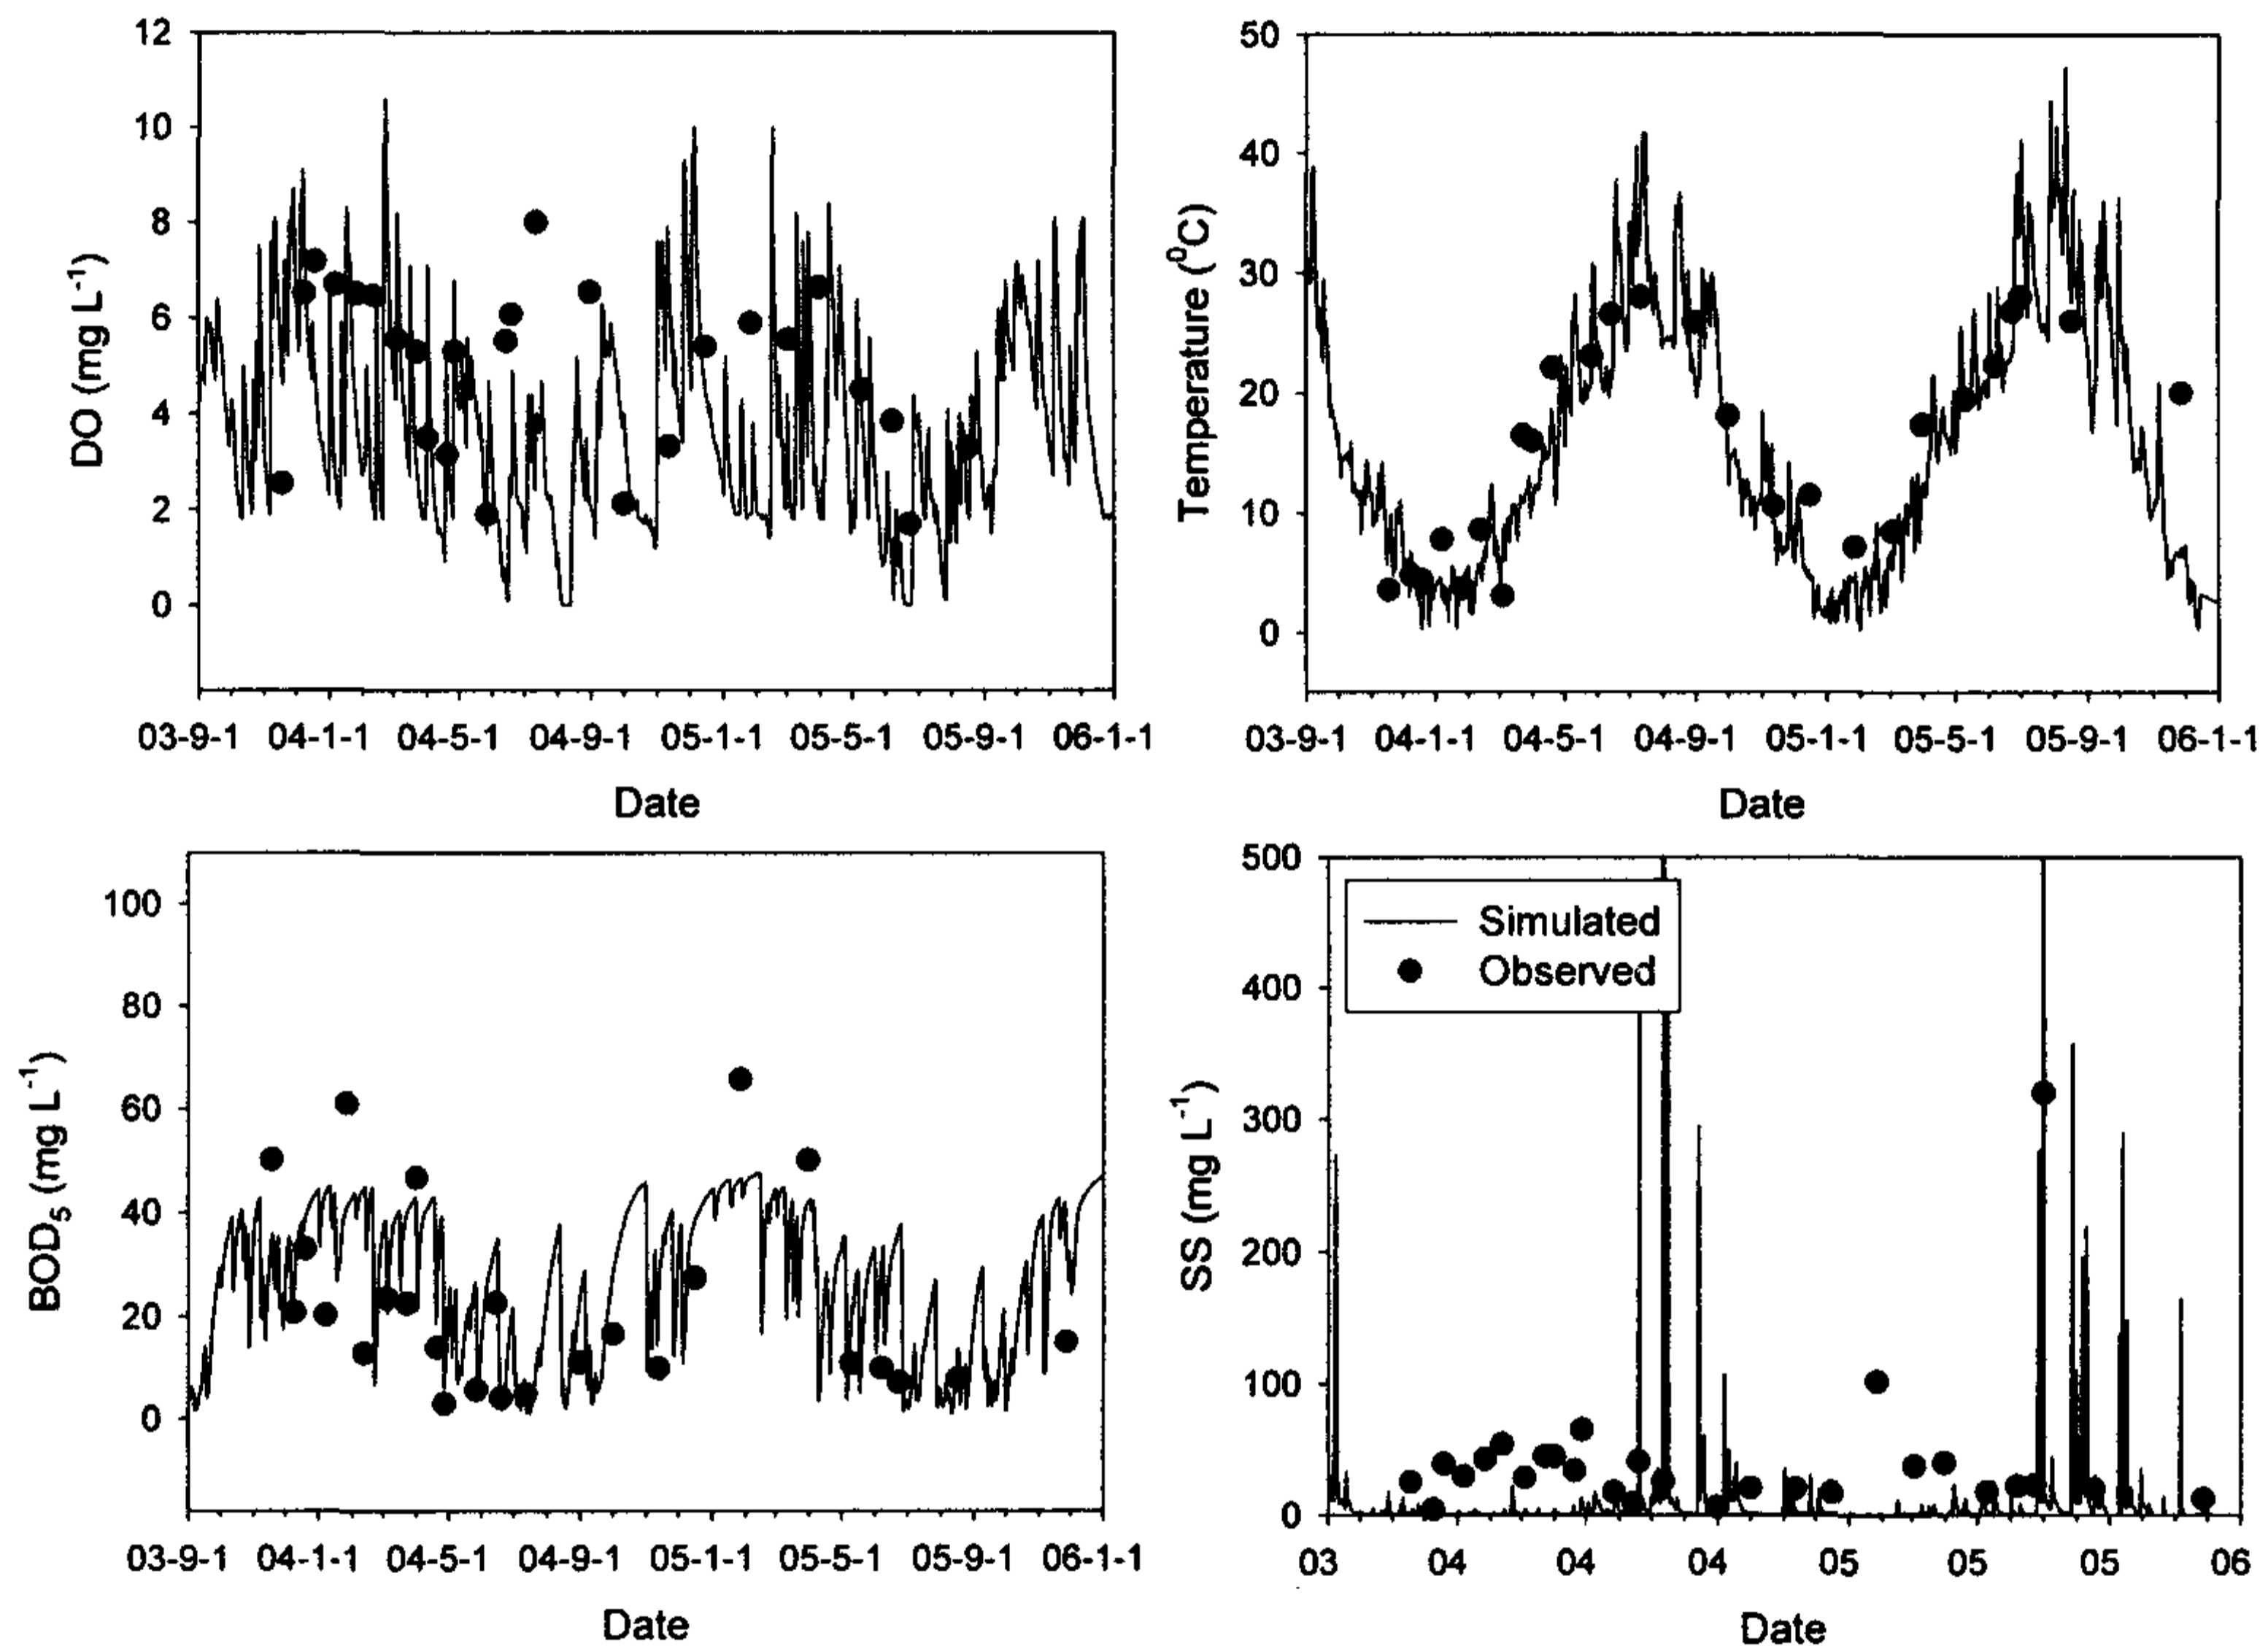 12
10
8
6
4
2
0
DO (mg L⁻¹)
03-9-1 04-1-1 04-5-1 04-9-1 05-1-1 05-5-1 05-9-1 06-1-1
Date
50
40
30
20
10
0
Temperature (⁰C)
03-9-1 04-1-1 04-5-1 04-9-1 05-1-1 05-5-1 05-9-1 06-1-1
Date
100
80
60
40
20
0
BOD₅ (mg L⁻¹)
03-9-1 04-1-1 04-5-1 04-9-1 05-1-1 05-5-1 05-9-1 06-1-1
Date
500
400
300
200
100
0
SS (mg L⁻¹)
Simulated
Observed
03 04 04 04 05 05 05 06
Date